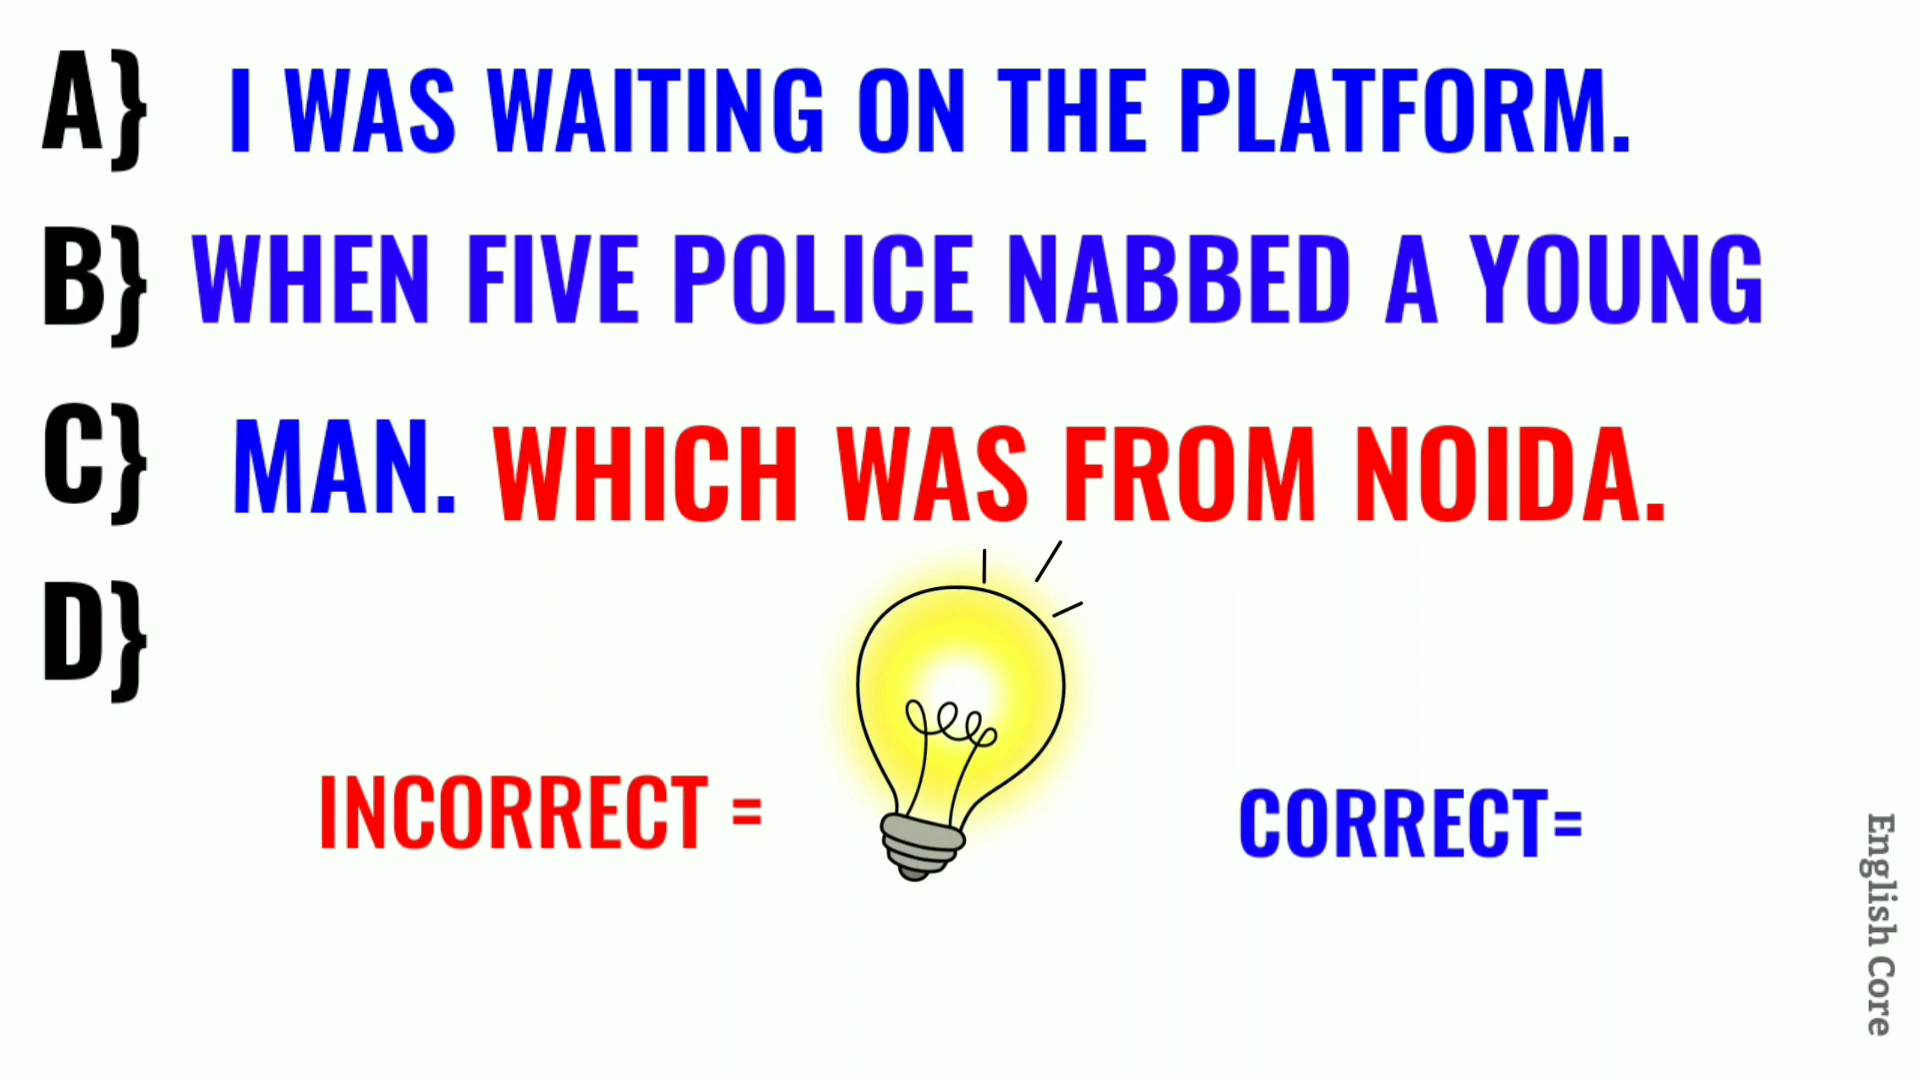 A} I WAS WAITING ON THE PLATFORM.
B} WHEN FIVE POLICE NABBED A YOUNG
C} MAN. WHICH WAS FROM NOIDA.
D}
INCORRECT =
CORRECT=
English Core